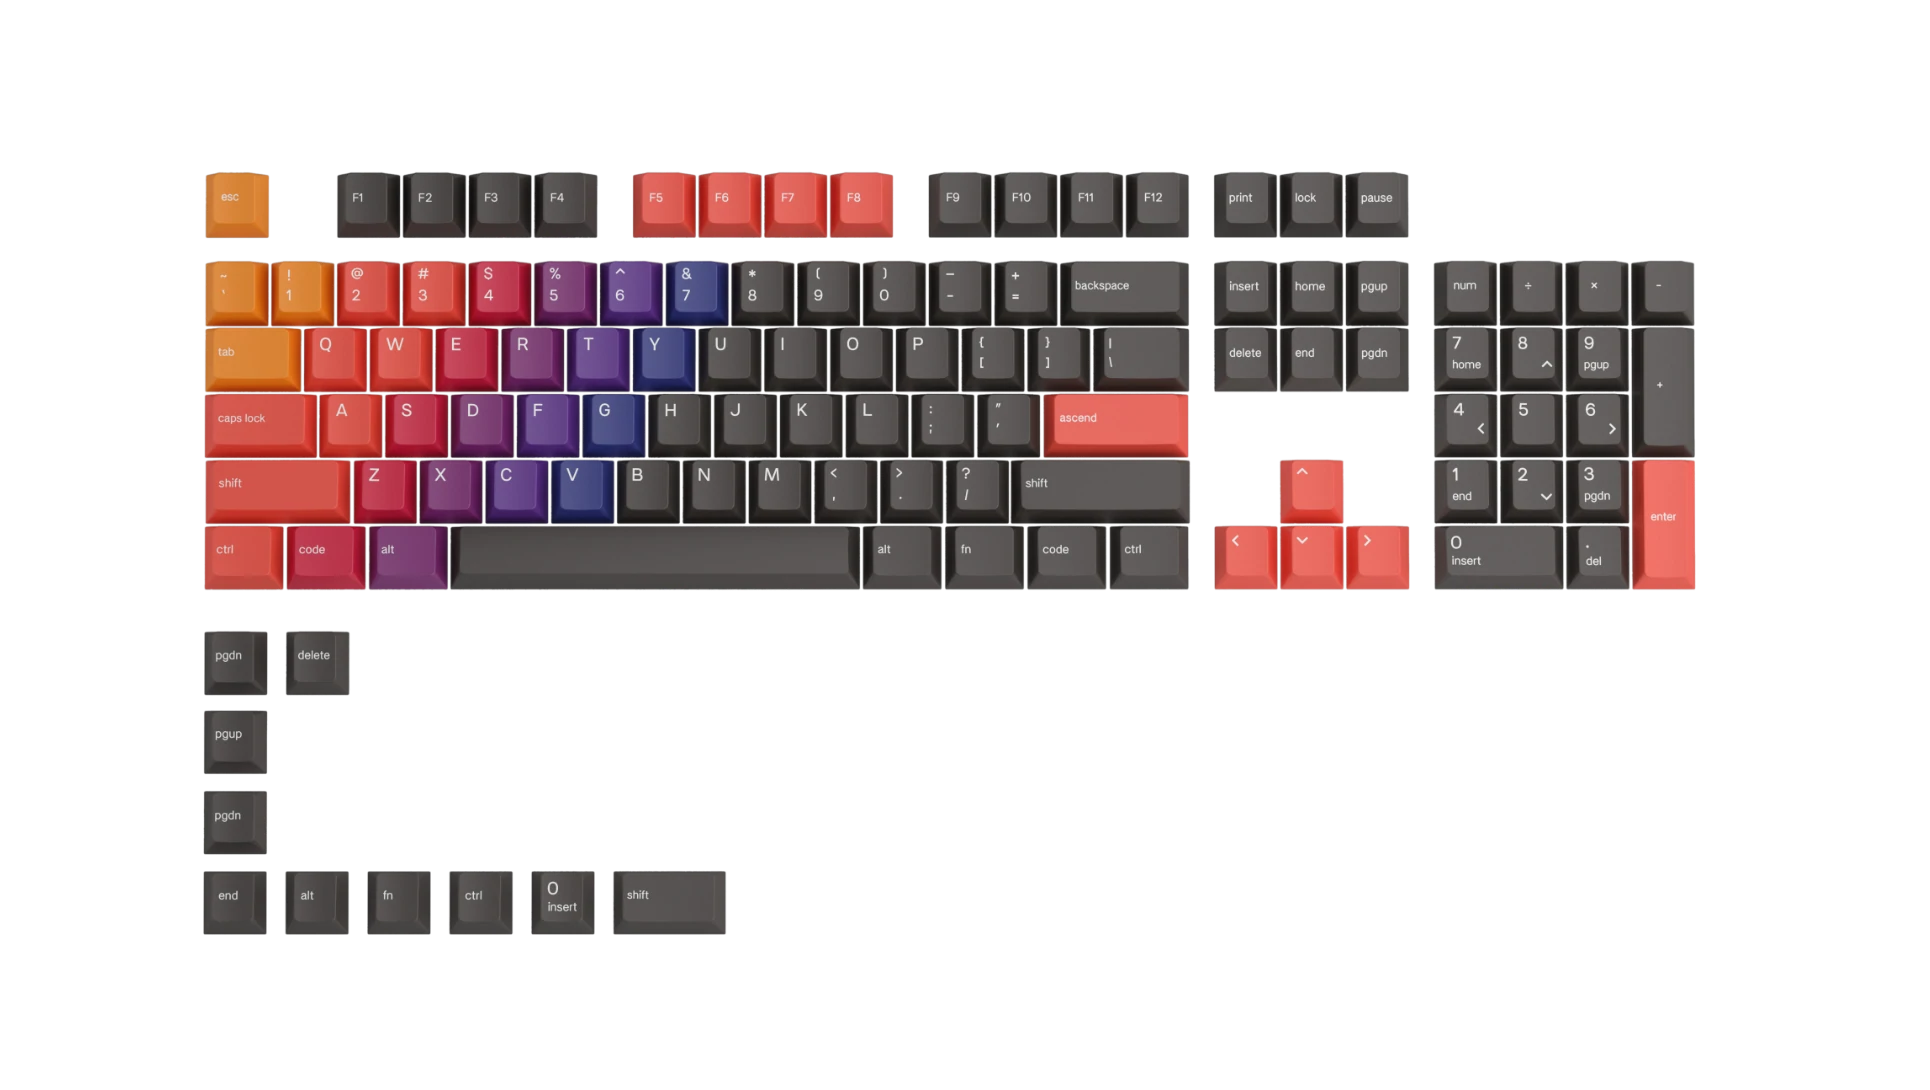 esc F1 F2 F3 F4 F5 F6 F7 F8 F9 F10 F11 F12 print lock pause
~ ! @ # $ % ^ & * ( ) – +
` 1 2 3 4 5 6 7 8 9 0 - = backspace insert home pgup num ÷ × -
tab Q W E R T Y U I O P { } | delete end pgdn 7 8 9
[ ] \ home ^ pgup +
caps lock A S D F G H J K L : " ascend 4 5 6
; ' < >
shift Z X C V B N M < > ? shift ^ 1 2 3
, . / end ⌄ pgdn enter
ctrl code alt alt fn code ctrl < ⌄ > 0 .
insert del
pgdn delete
pgup
pgdn
end alt fn ctrl 0 shift
insert